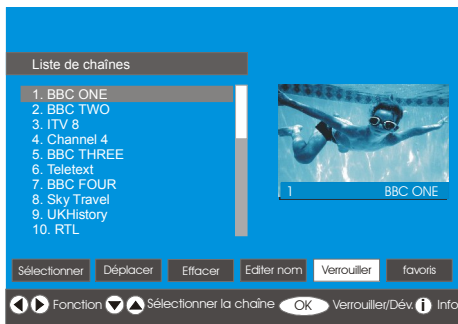 Liste de chaînes
1. BBC ONE
2. BBC TWO
3. ITV 8
4. Channel 4
5. BBC THREE
6. Teletext
7. BBC FOUR
8. Sky Travel
9. UKHistory
10. RTL
1 BBC ONE
Sélectionner Déplacer Effacer Editer nom Verrouiller favoris
Fonction Sélectionner la chaîne OK Verrouiller/Dév. i Info